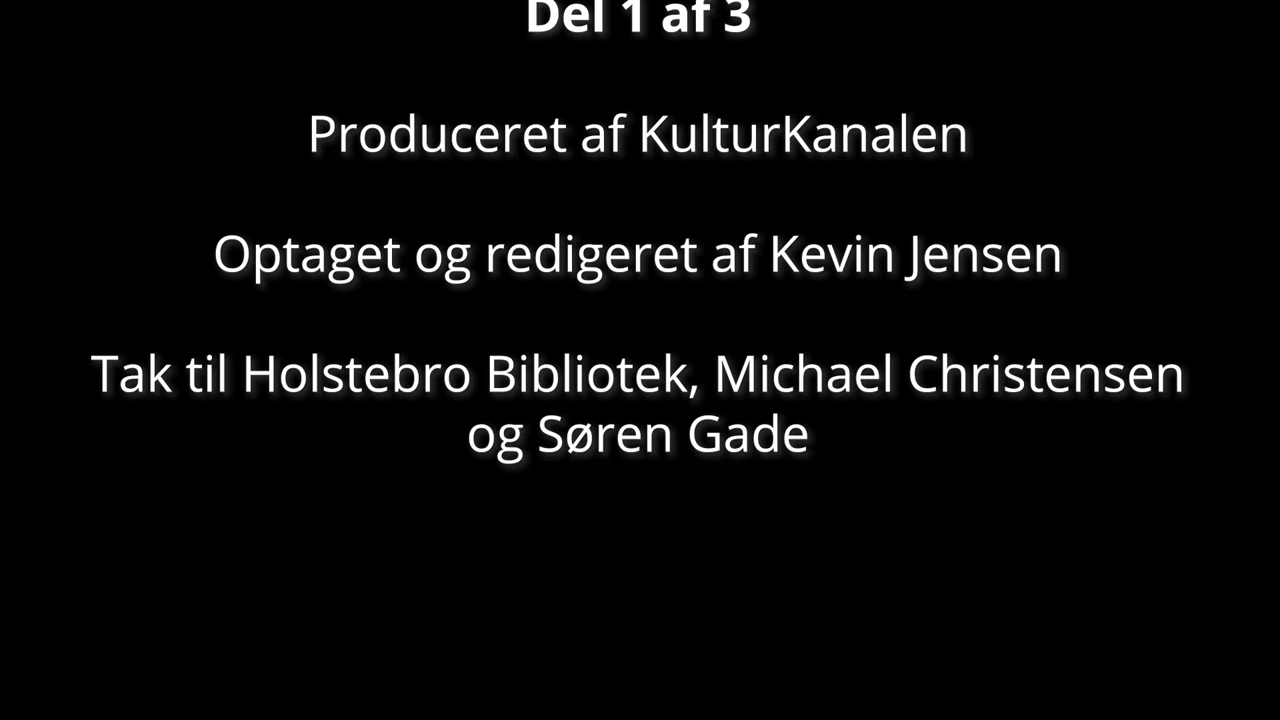 Del 1 af 3
Produceret af KulturKanalen
Optaget og redigeret af Kevin Jensen
Tak til Holstebro Bibliotek, Michael Christensen
og Søren Gade